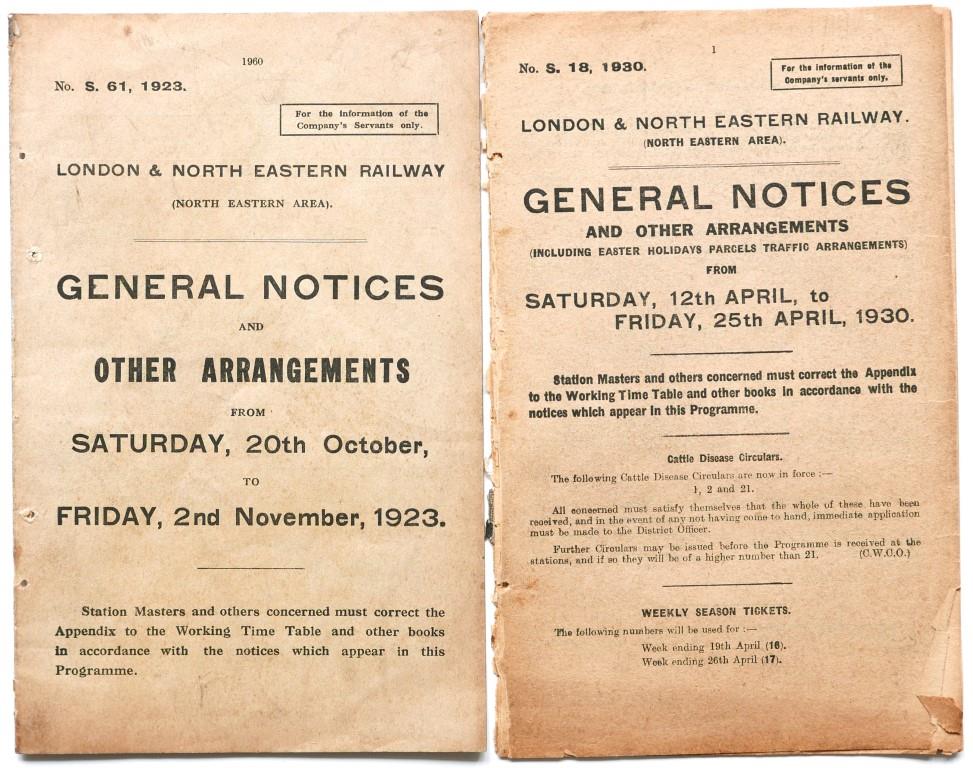 1960
No. S. 61, 1923.
For the information of the
Company's Servants only.
LONDON & NORTH EASTERN RAILWAY
(NORTH EASTERN AREA).
GENERAL NOTICES
AND
OTHER ARRANGEMENTS
FROM
SATURDAY, 20th October,
TO
FRIDAY, 2nd November, 1923.
Station Masters and others concerned must correct the
Appendix to the Working Time Table and other books
in accordance with the notices which appear in this
Programme.
1
No. S. 18, 1930.
For the information of the
Company's servants only.
LONDON & NORTH EASTERN RAILWAY.
(NORTH EASTERN AREA).
GENERAL NOTICES
AND OTHER ARRANGEMENTS
(INCLUDING EASTER HOLIDAYS PARCELS TRAFFIC ARRANGEMENTS)
FROM
SATURDAY, 12th APRIL, to
FRIDAY, 25th APRIL, 1930.
Station Masters and others concerned must correct the Appendix
to the Working Time Table and other books in accordance with the
notices which appear in this Programme.
Cattle Disease Circulars.
The following Cattle Disease Circulars are now in force :—
1, 2 and 21.
All concerned must satisfy themselves that the whole of these have been
received, and in the event of any not having come to hand, immediate application
must be made to the District Officer.
Further Circulars may be issued before the Programme is received at the
stations, and if so they will be of a higher number than 21. (C.W.C.O.)
WEEKLY SEASON TICKETS.
The following numbers will be used for :—
Week ending 19th April (16).
Week ending 26th April (17).